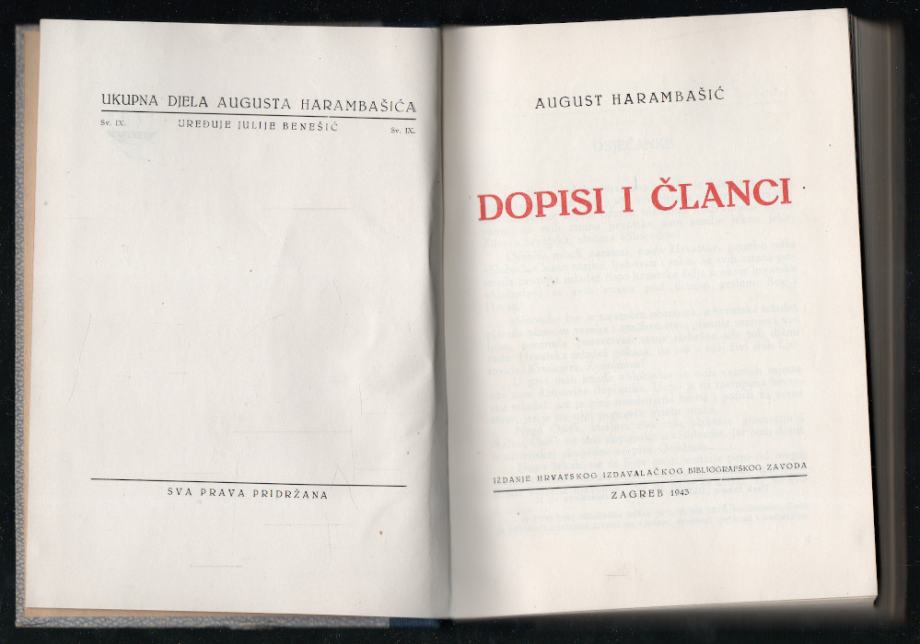 UKUPNA DJELA AUGUSTA HARAMBAŠIĆA
Sv. IX. UREĐUJE JULIJE BENEŠIĆ Sv. IX.
SVA PRAVA PRIDRŽANA
AUGUST HARAMBAŠIĆ
DOPISI I ČLANCI
IZDANJE HRVATSKOG IZDAVALAČKOG BIBLIOGRAFSKOG ZAVODA
ZAGREB 1943